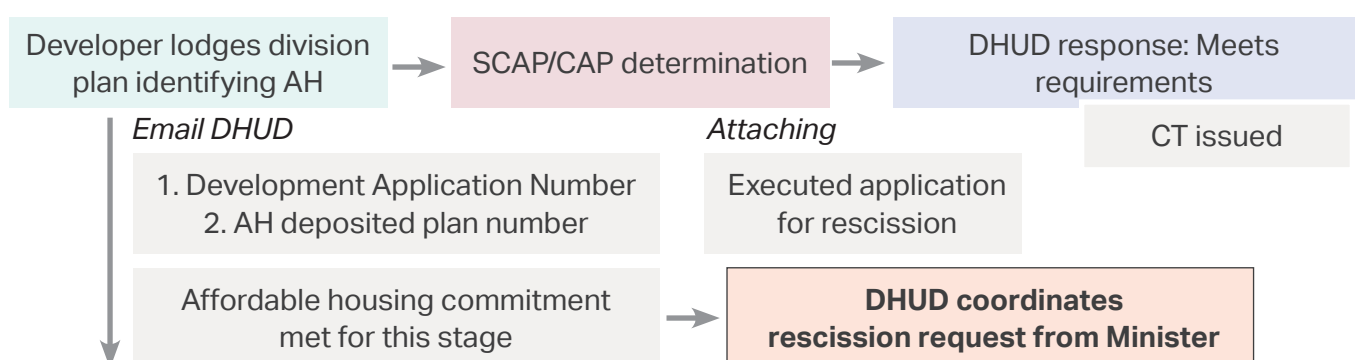 Developer lodges division
plan identifying AH
SCAP/CAP determination
DHUD response: Meets
requirements
CT issued
Email DHUD
Attaching
1. Development Application Number
2. AH deposited plan number
Executed application
for rescission
Affordable housing commitment
met for this stage
DHUD coordinates
rescission request from Minister